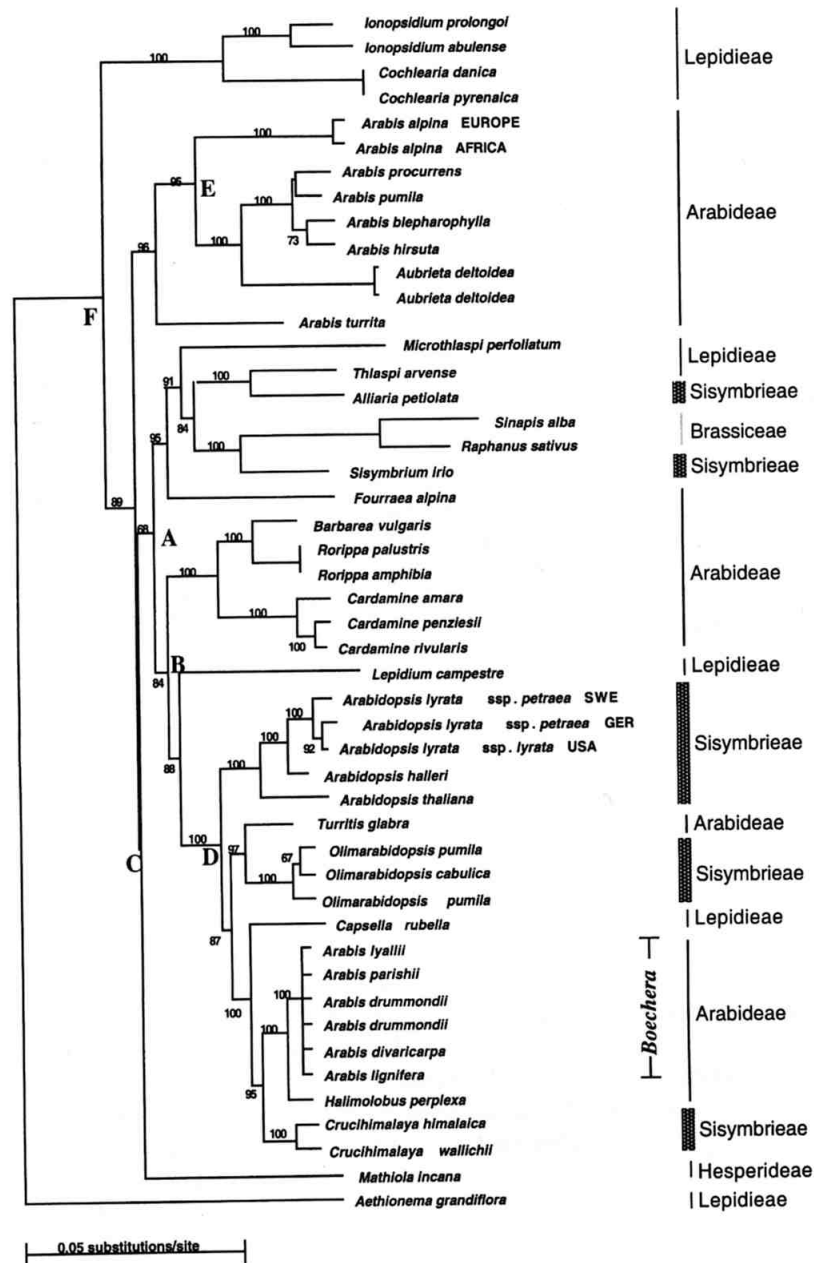 Ionopsidium prolongoi
100
Ionopsidium abulense
100
Lepidieae
Cochlearia danica
Cochlearia pyrenaica
Arabis alpina EUROPE
100
Arabis alpina AFRICA
Arabis procurrens
95
E
100
Arabis pumila
Arabideae
Arabis blepharophylla
100
73
96
Arabis hirsuta
Aubrieta deltoidea
Aubrieta deltoidea
F
Arabis turrita
Microthlaspi perfoliatum
Lepidieae
Thlaspi arvense
91
100
Alliaria petiolata
Sisymbrieae
Sinapis alba
84
Brassiceae
95
100
Raphanus sativus
Sisymbrium irio
Sisymbrieae
Fourraea alpina
89
Barbarea vulgaris
68
A
100
Rorippa palustris
100
Rorippa amphibia
Arabideae
Cardamine amara
100
Cardamine penziesii
100
Cardamine rivularis
B
84
Lepidium campestre
Lepidieae
Arabidopsis lyrata ssp. petraea SWE
100
Arabidopsis lyrata ssp. petraea GER
100
92
Arabidopsis lyrata ssp. lyrata USA
Sisymbrieae
88
100
Arabidopsis halleri
Arabidopsis thaliana
Turritis glabra
Arabideae
100
C
D
97
Olimarabidopsis pumila
67
Olimarabidopsis cabulica
Sisymbrieae
100
Olimarabidopsis pumila
Capsella rubella
Lepidieae
87
Arabis lyallii
Arabis parishii
100
Arabis drummondii
Boechera
Arabideae
100
Arabis drummondii
100
Arabis divaricarpa
Arabis lignifera
95
Halimolobus perplexa
Crucihimalaya himalaica
100
Sisymbrieae
Crucihimalaya wallichii
Mathiola incana
Hesperideae
Aethionema grandiflora
Lepidieae
0.05 substitutions/site